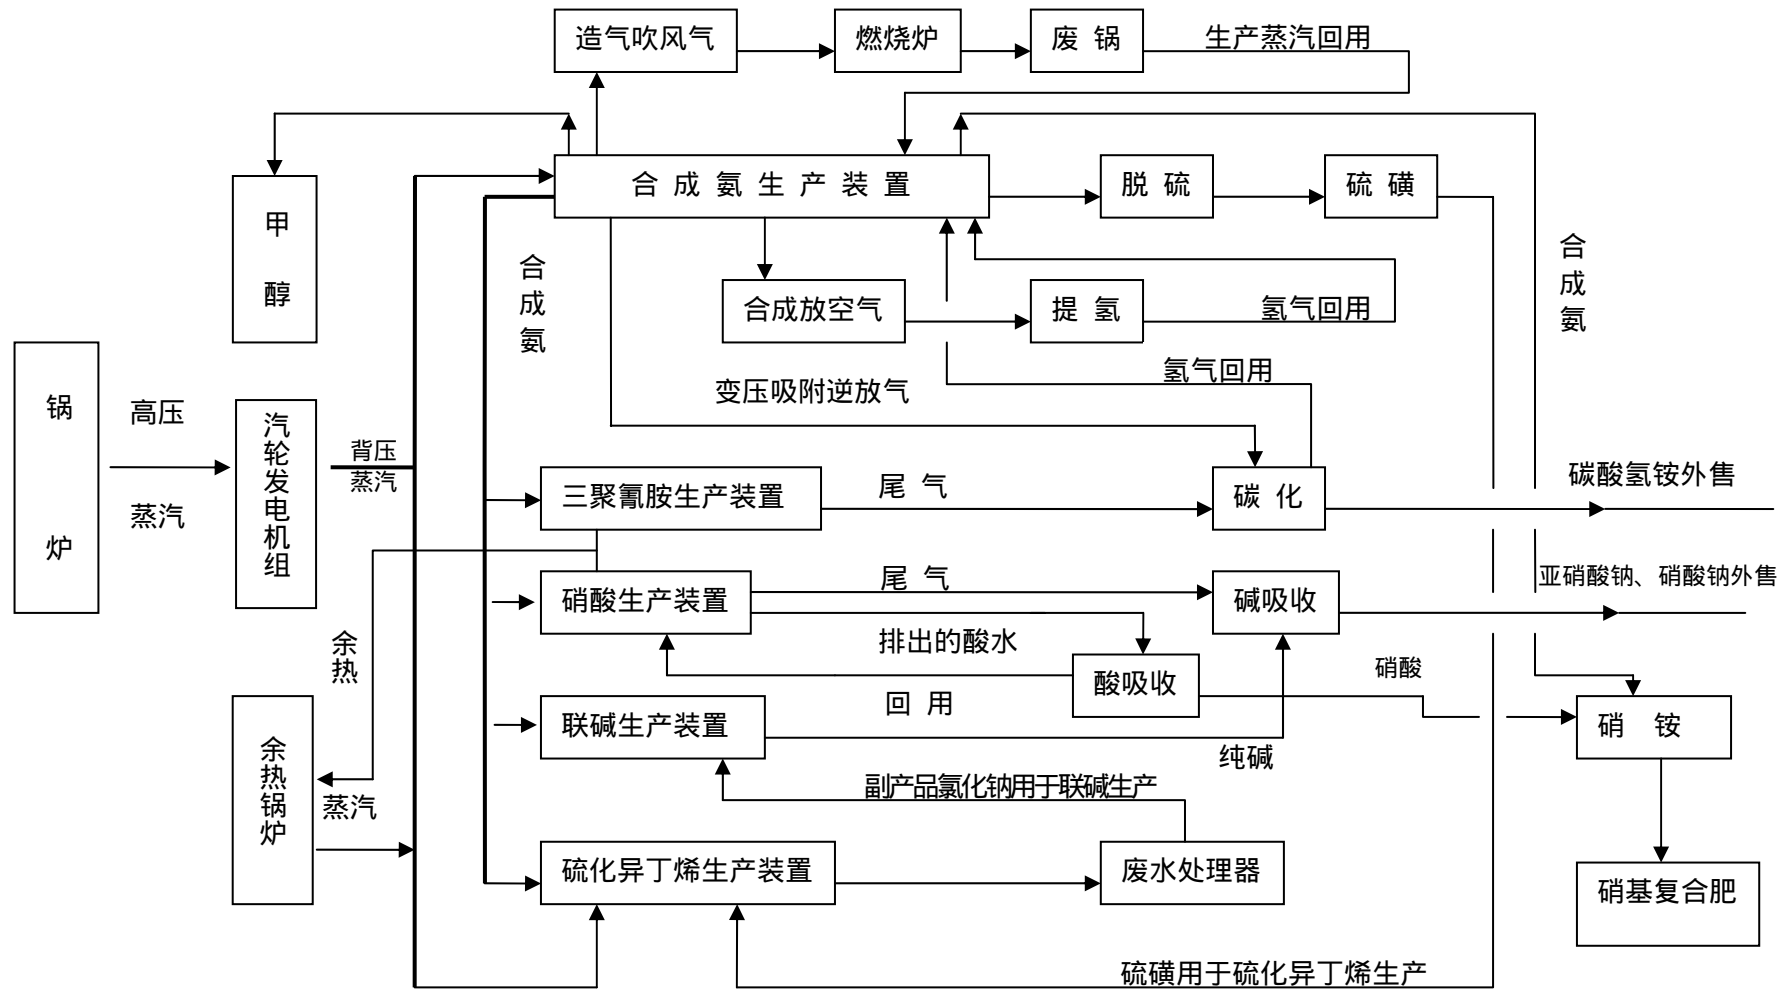 造气吹风气
燃烧炉
废 锅
生产蒸汽回用
合 成 氨 生 产 装 置
脱 硫
硫 磺
甲
醇
合
成
氨
合
成
氨
合成放空气
提 氢
氢气回用
氢气回用
变压吸附逆放气
锅
炉
高压
蒸汽
汽
轮
发
电
机
组
背压
蒸汽
三聚氰胺生产装置
尾 气
碳 化
碳酸氢铵外售
硝酸生产装置
尾 气
碱吸收
亚硝酸钠、硝酸钠外售
余
热
排出的酸水
酸吸收
硝酸
回 用
联碱生产装置
硝 铵
纯碱
余
热
锅
炉
蒸汽
副产品氯化钠用于联碱生产
硫化异丁烯生产装置
废水处理器
硝基复合肥
硫磺用于硫化异丁烯生产